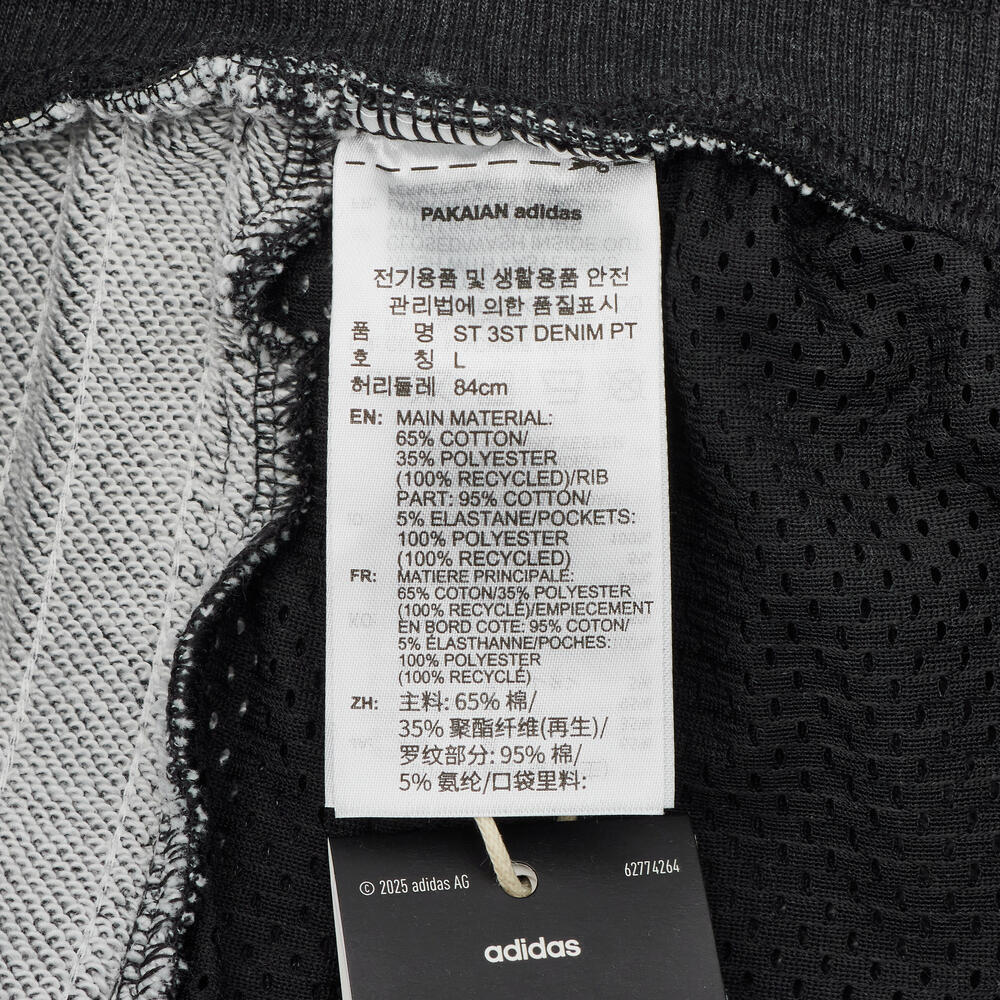 PAKAIAN adidas
전기용품 및 생활용품 안전
관리법에 의한 품질표시
품 명 ST 3ST DENIM PT
호 칭 L
허리둘레 84cm
EN: MAIN MATERIAL:
65% COTTON/
35% POLYESTER
(100% RECYCLED)/RIB
PART: 95% COTTON/
5% ELASTANE/POCKETS:
100% POLYESTER
(100% RECYCLED)
FR: MATIERE PRINCIPALE:
65% COTON/35% POLYESTER
(100% RECYCLÉ)/EMPIECEMENT
EN BORD COTE: 95% COTON/
5% ÉLASTHANNE/POCHES:
100% POLYESTER
(100% RECYCLÉ)
ZH: 主料: 65% 棉/
35% 聚酯纤维(再生)/
罗纹部分: 95% 棉/
5% 氨纶/口袋里料:
© 2025 adidas AG 62774264
adidas